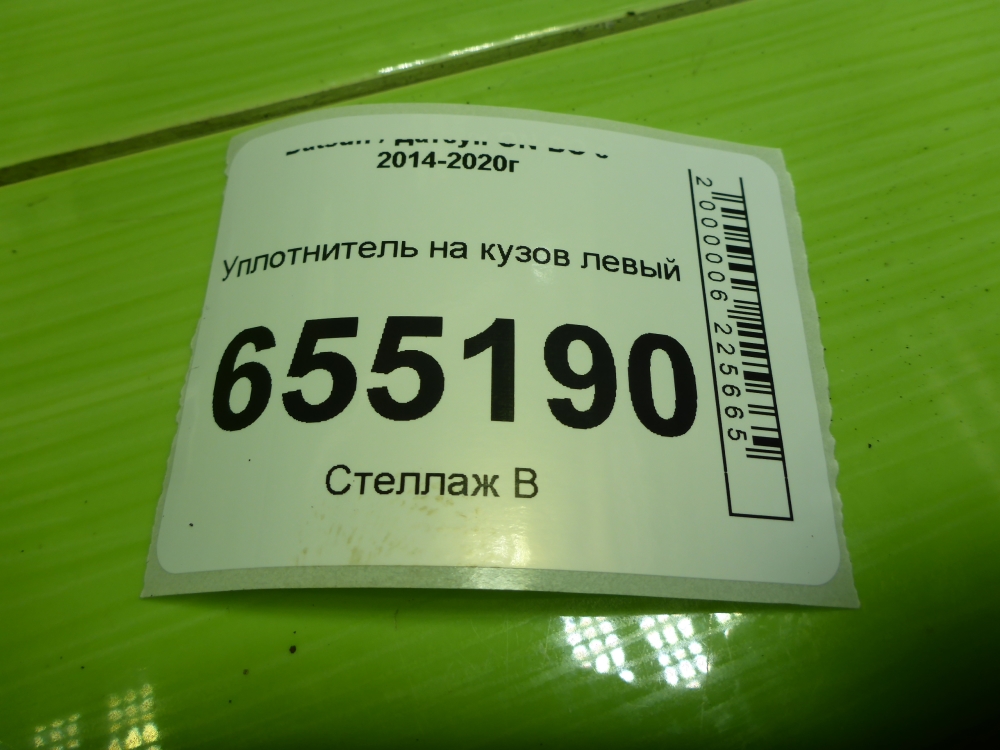 2014-2020г
Уплотнитель на кузов левый
655190
Стеллаж В
2000006225665